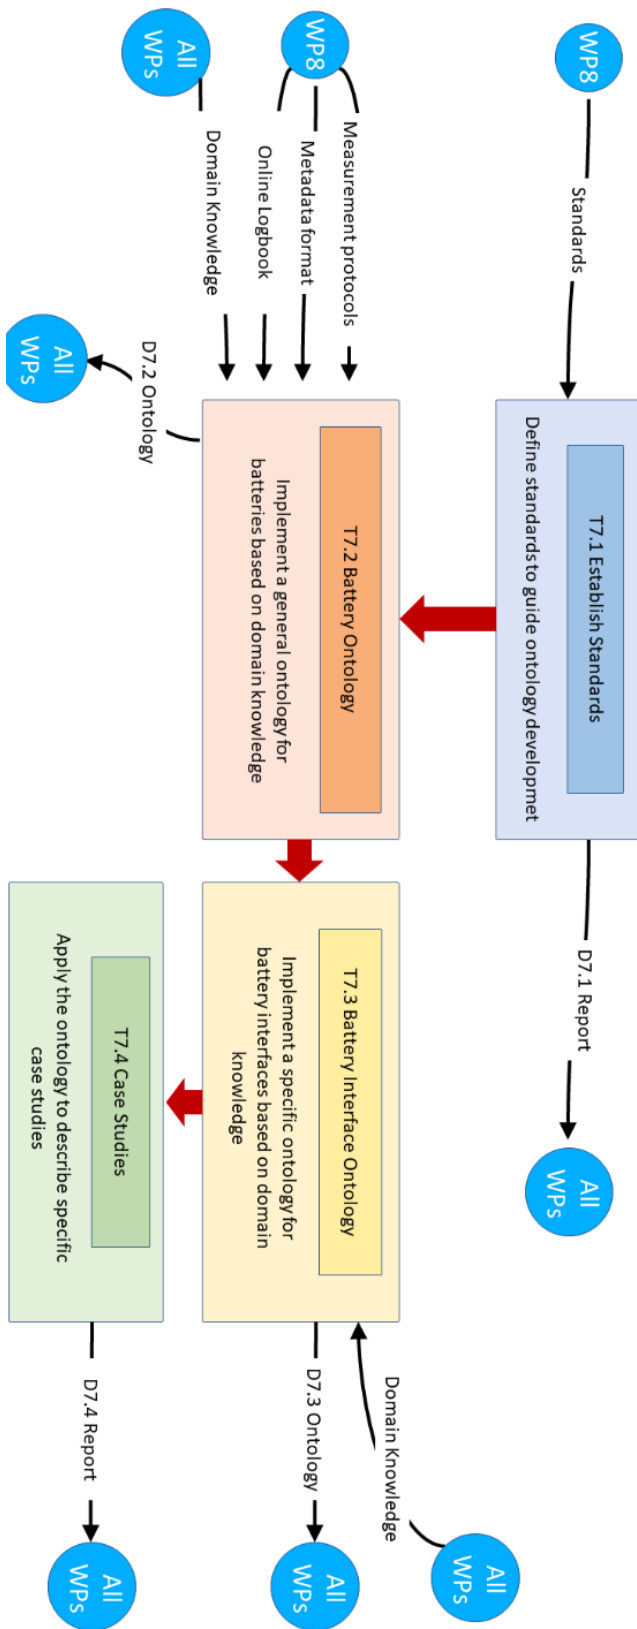 WP8
Standards
T7.1 Establish Standards
Define standards to guide ontology developmet
D7.1 Report
All
WPs
WP8
Measurement protocols
Metadata format
Online Logbook
All
WPs
Domain Knowledge
T7.2 Battery Ontology
Implement a general ontology for
batteries based on domain knowledge
D7.2 Ontology
All
WPs
T7.3 Battery Interface Ontology
Implement a specific ontology for
battery interfaces based on domain
knowledge
Domain Knowledge
All
WPs
D7.3 Ontology
All
WPs
T7.4 Case Studies
Apply the ontology to describe specific
case studies
D7.4 Report
All
WPs